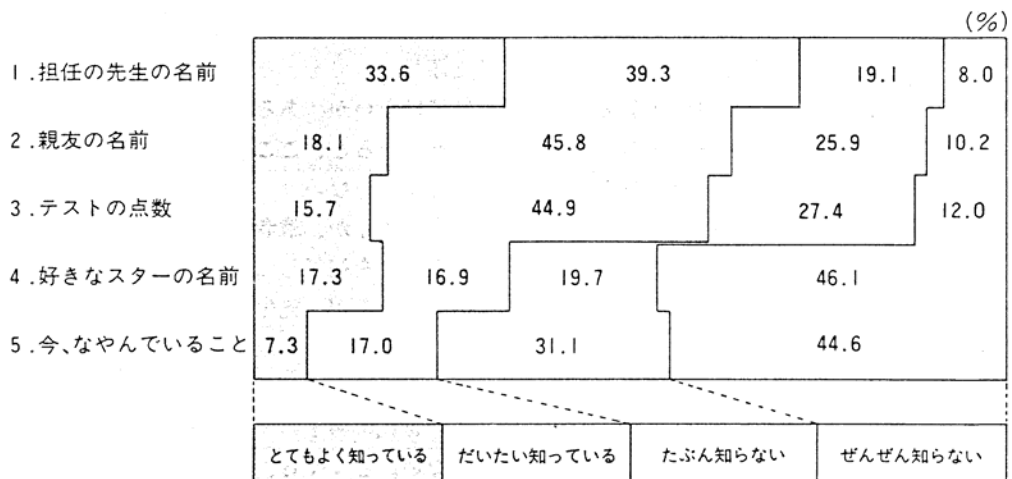 (%)
1.担任の先生の名前 33.6 39.3 19.1 8.0
2.親友の名前 18.1 45.8 25.9 10.2
3.テストの点数 15.7 44.9 27.4 12.0
4.好きなスターの名前 17.3 16.9 19.7 46.1
5.今、なやんでいること 7.3 17.0 31.1 44.6
とてもよく知っている だいたい知っている たぶん知らない ぜんぜん知らない